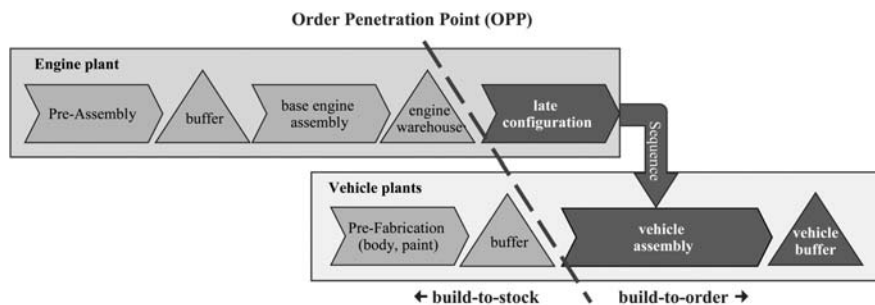 Order Penetration Point (OPP)
Engine plant
Pre-Assembly
buffer
base engine
assembly
engine
warehouse
late
configuration
Sequence
Vehicle plants
Pre-Fabrication
(body, paint)
buffer
vehicle
assembly
vehicle
buffer
← build-to-stock
build-to-order →